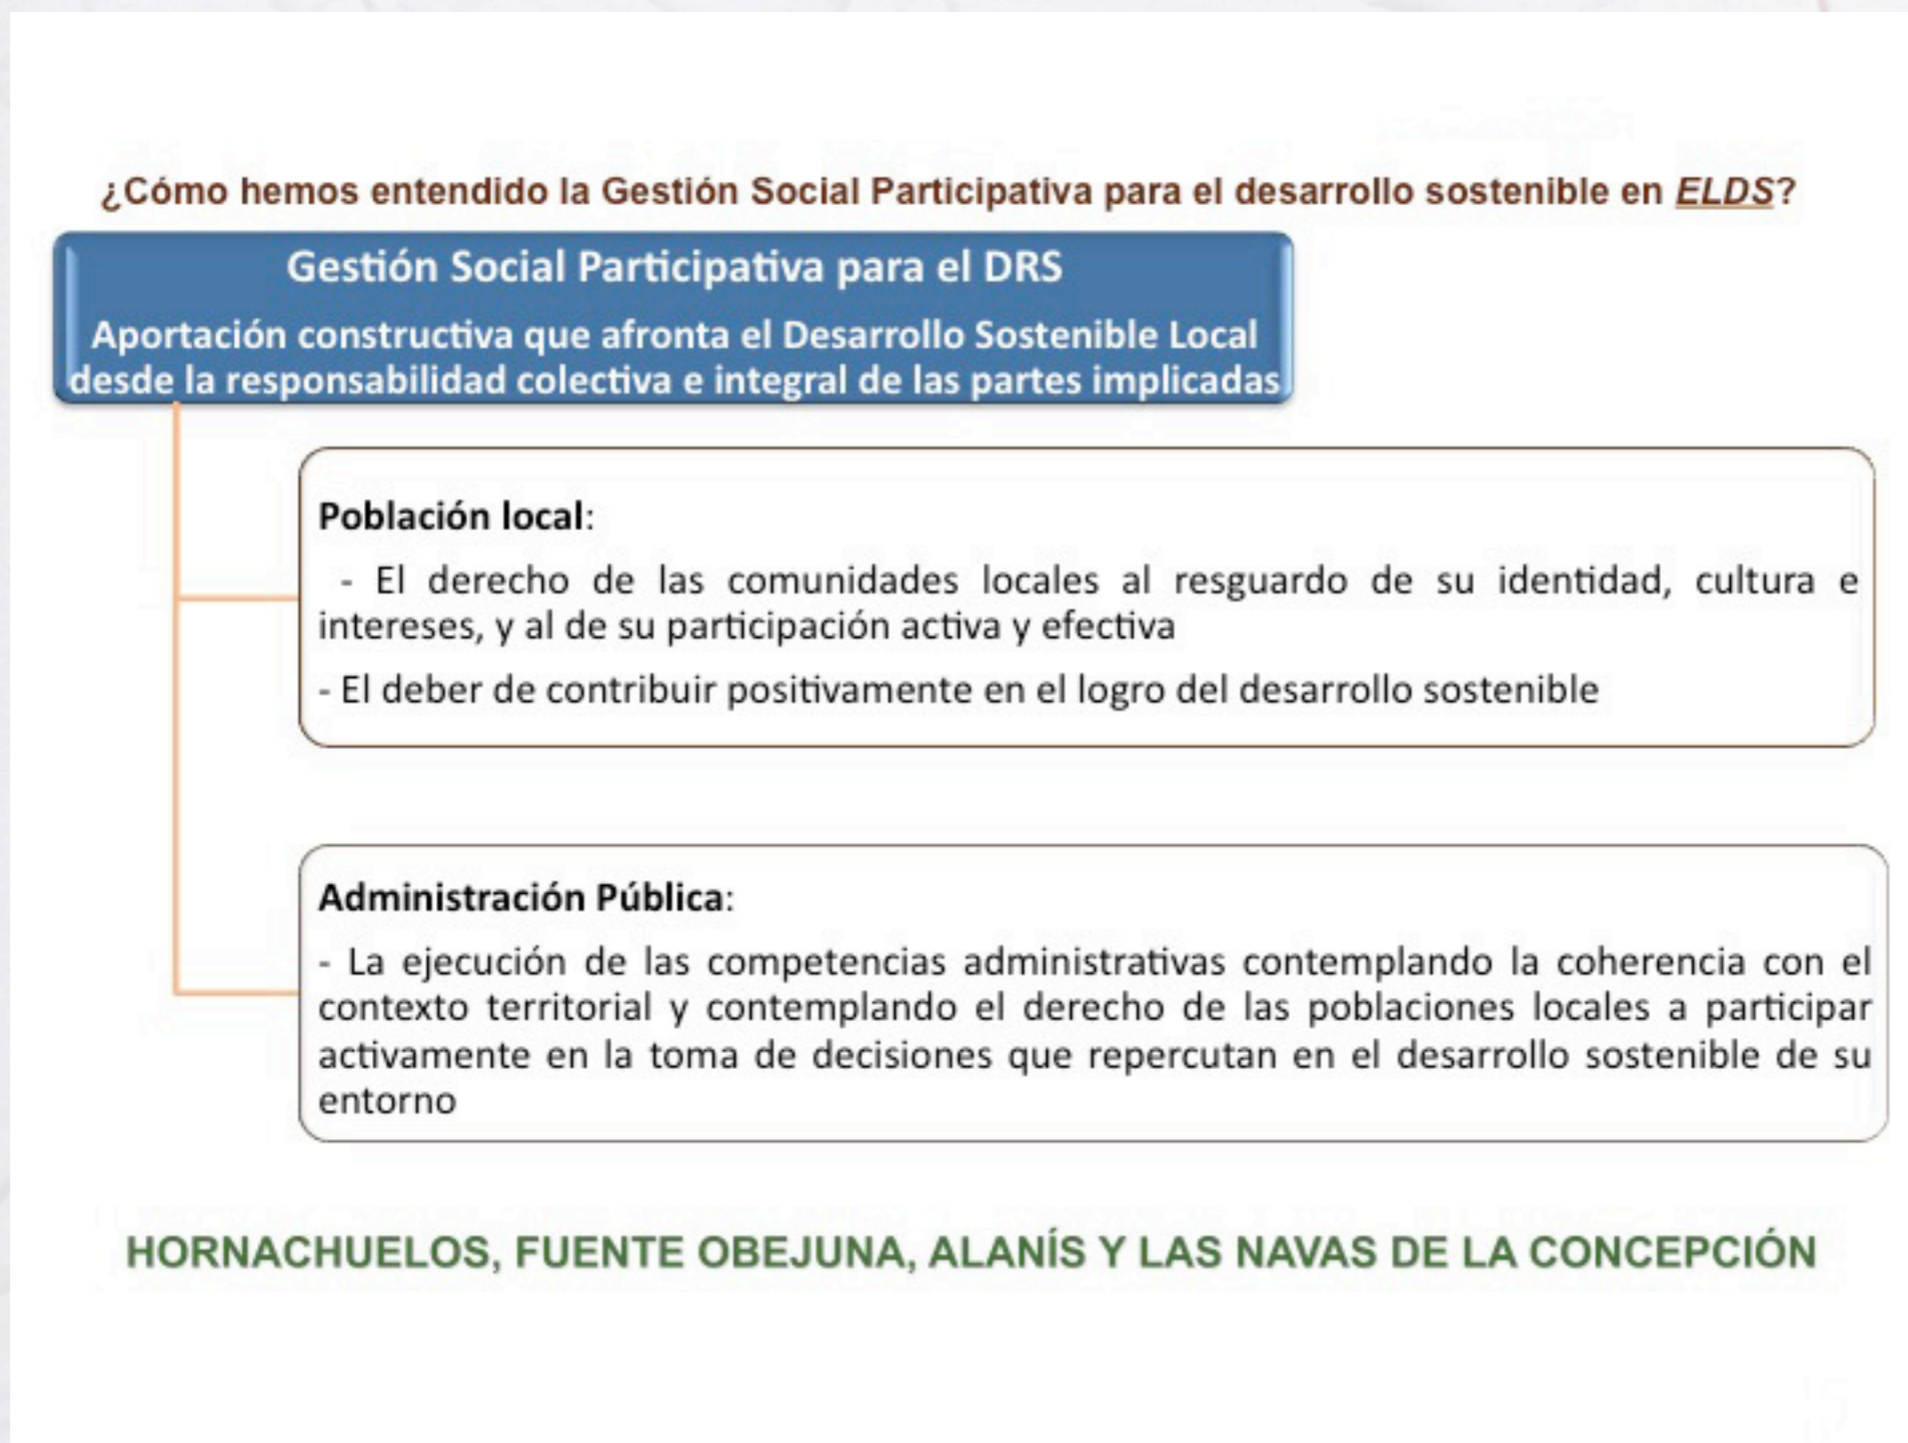 ¿Cómo hemos entendido la Gestión Social Participativa para el desarrollo sostenible en ELDS?
Gestión Social Participativa para el DRS
Aportación constructiva que afronta el Desarrollo Sostenible Local
desde la responsabilidad colectiva e integral de las partes implicadas
Población local:
- El derecho de las comunidades locales al resguardo de su identidad, cultura e
intereses, y al de su participación activa y efectiva
- El deber de contribuir positivamente en el logro del desarrollo sostenible
Administración Pública:
- La ejecución de las competencias administrativas contemplando la coherencia con el
contexto territorial y contemplando el derecho de las poblaciones locales a participar
activamente en la toma de decisiones que repercutan en el desarrollo sostenible de su
entorno
HORNACHUELOS, FUENTE OBEJUNA, ALANÍS Y LAS NAVAS DE LA CONCEPCIÓN